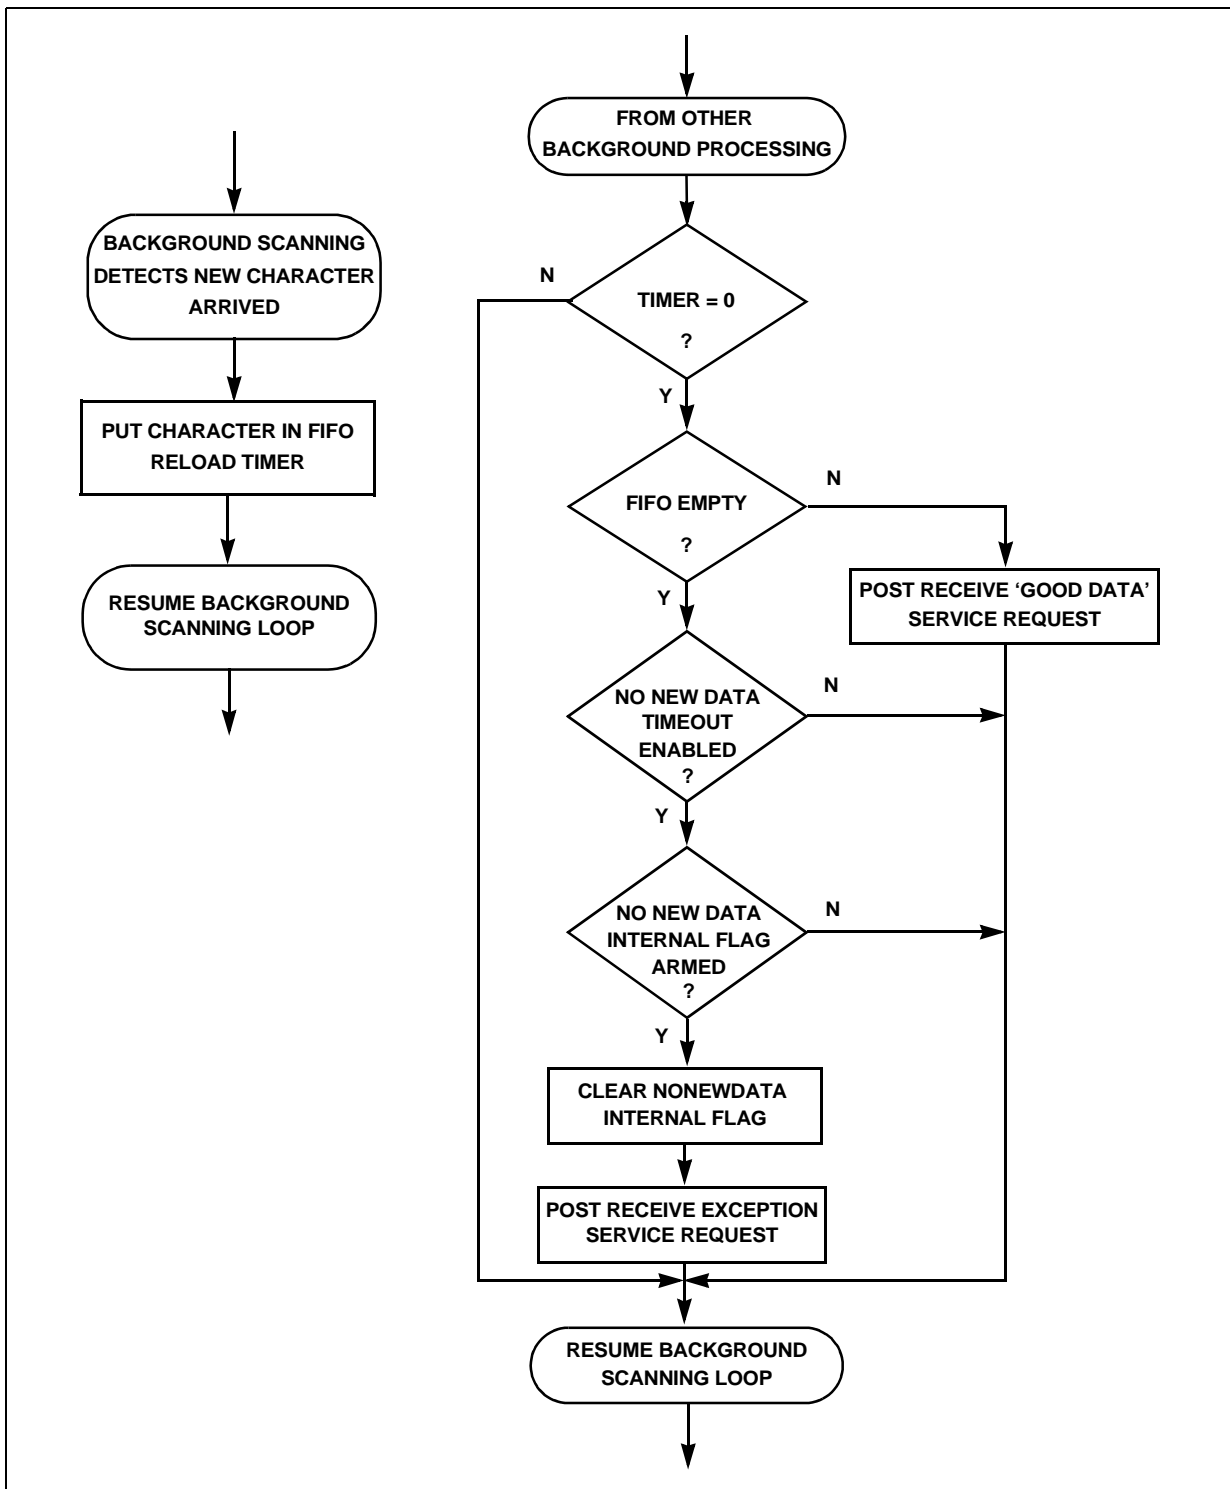 BACKGROUND SCANNING
DETECTS NEW CHARACTER
ARRIVED
PUT CHARACTER IN FIFO
RELOAD TIMER
RESUME BACKGROUND
SCANNING LOOP
FROM OTHER
BACKGROUND PROCESSING
N
TIMER = 0
?
Y
FIFO EMPTY
?
N
Y
POST RECEIVE ‘GOOD DATA’
SERVICE REQUEST
NO NEW DATA
TIMEOUT
ENABLED
?
N
Y
NO NEW DATA
INTERNAL FLAG
ARMED
?
N
Y
CLEAR NONEWDATA
INTERNAL FLAG
POST RECEIVE EXCEPTION
SERVICE REQUEST
RESUME BACKGROUND
SCANNING LOOP